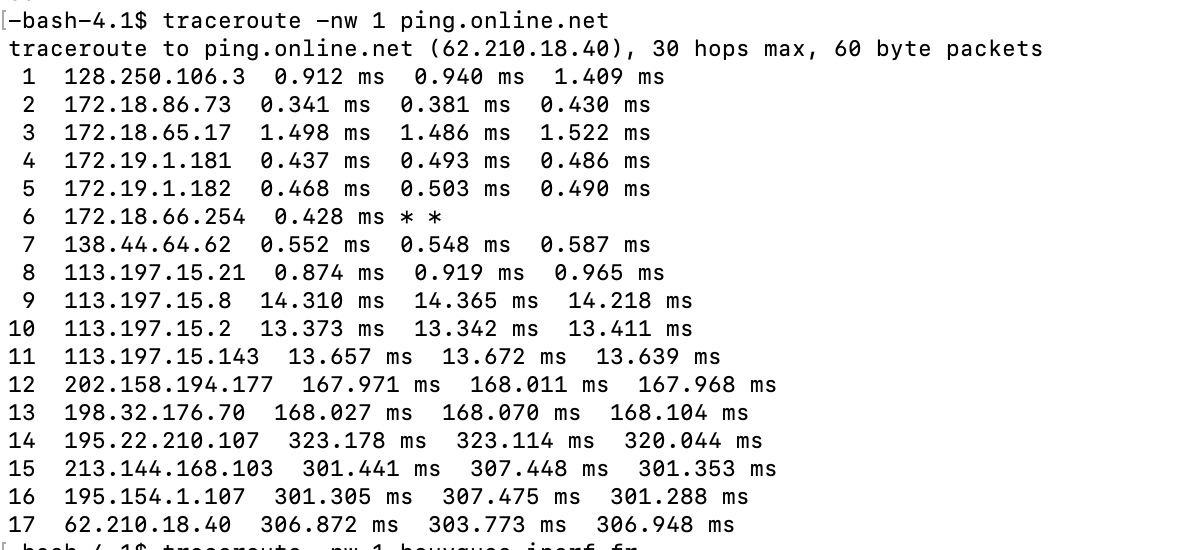 [-bash-4.1$ traceroute -nw 1 ping.online.net
traceroute to ping.online.net (62.210.18.40), 30 hops max, 60 byte packets
 1  128.250.106.3  0.912 ms  0.940 ms  1.409 ms
 2  172.18.86.73  0.341 ms  0.381 ms  0.430 ms
 3  172.18.65.17  1.498 ms  1.486 ms  1.522 ms
 4  172.19.1.181  0.437 ms  0.493 ms  0.486 ms
 5  172.19.1.182  0.468 ms  0.503 ms  0.490 ms
 6  172.18.66.254  0.428 ms * *
 7  138.44.64.62  0.552 ms  0.548 ms  0.587 ms
 8  113.197.15.21  0.874 ms  0.919 ms  0.965 ms
 9  113.197.15.8  14.310 ms  14.365 ms  14.218 ms
10  113.197.15.2  13.373 ms  13.342 ms  13.411 ms
11  113.197.15.143  13.657 ms  13.672 ms  13.639 ms
12  202.158.194.177  167.971 ms  168.011 ms  167.968 ms
13  198.32.176.70  168.027 ms  168.070 ms  168.104 ms
14  195.22.210.107  323.178 ms  323.114 ms  320.044 ms
15  213.144.168.103  301.441 ms  307.448 ms  301.353 ms
16  195.154.1.107  301.305 ms  307.475 ms  301.288 ms
17  62.210.18.40  306.872 ms  303.773 ms  306.948 ms
[-bash-4.1$ traceroute -nw 1 bouygues.iperf.fr